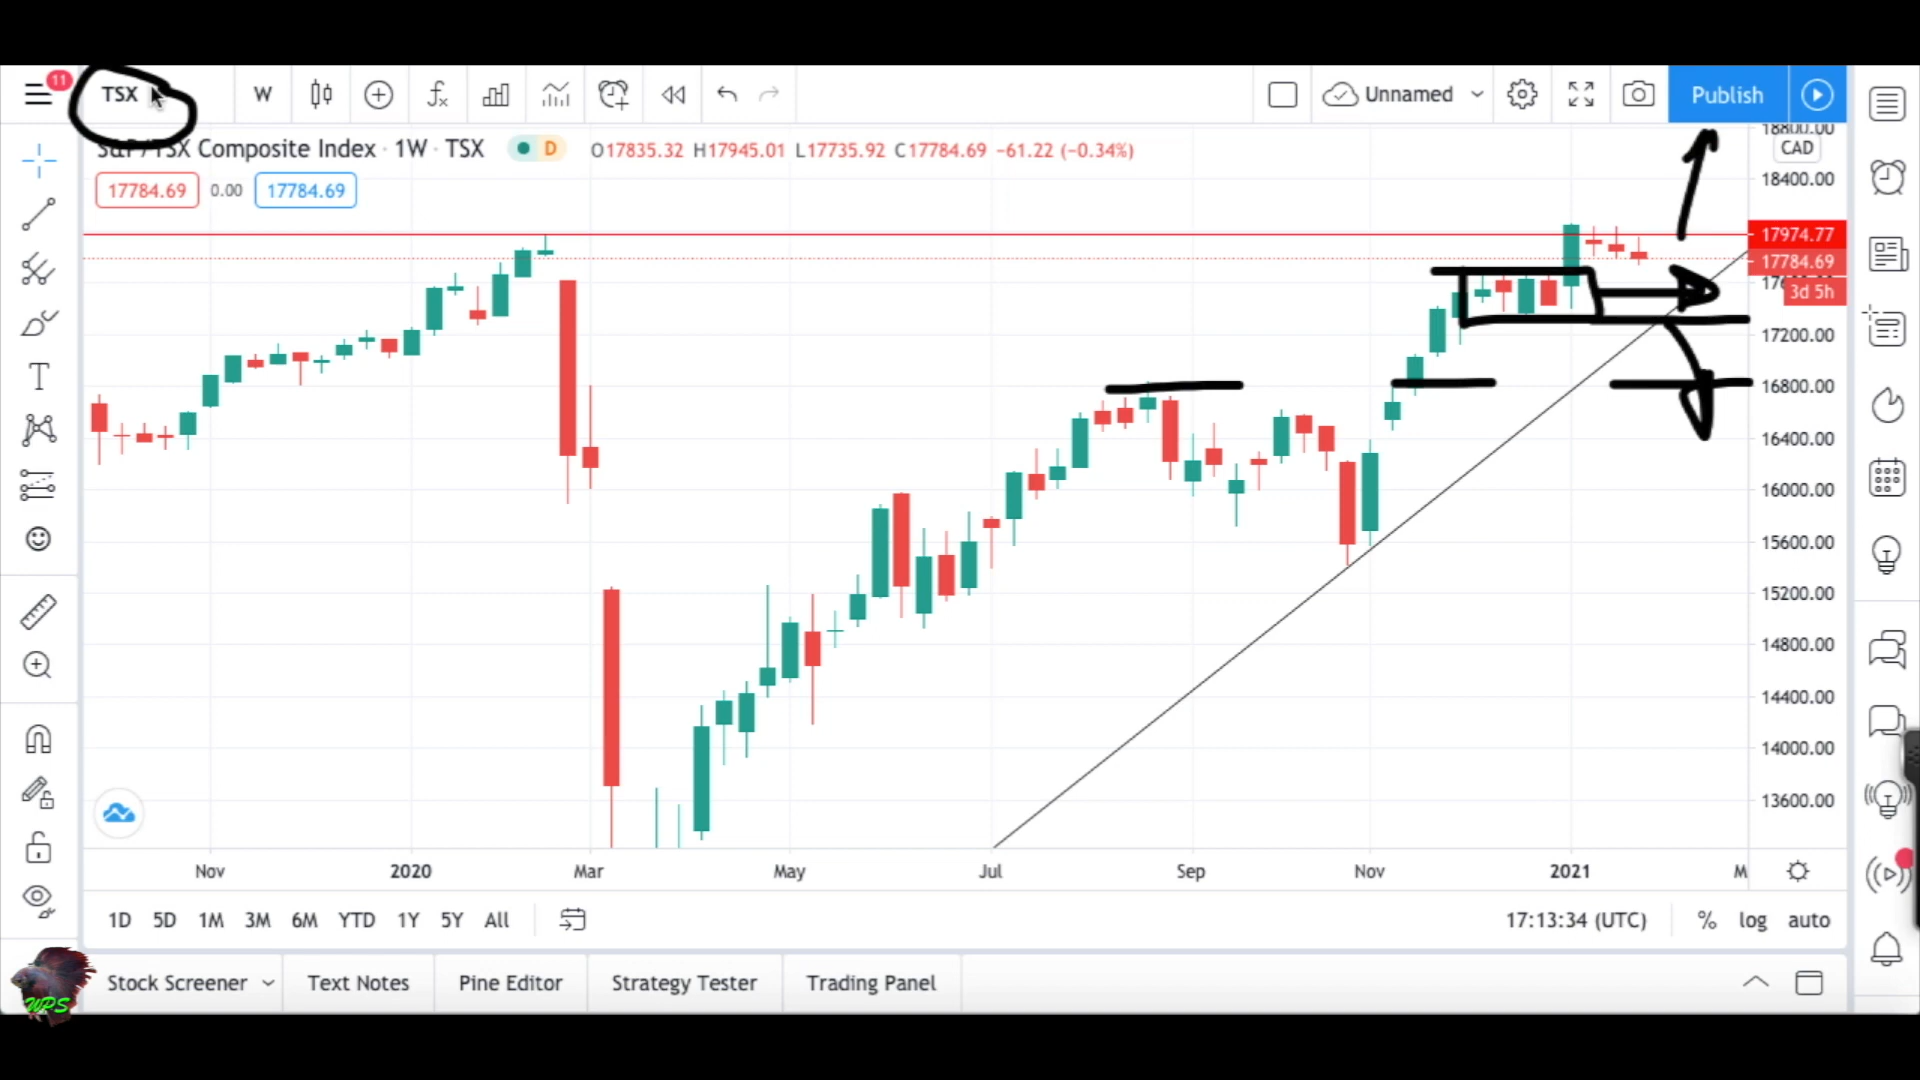 11
TSX W Unnamed Publish
S&P/TSX Composite Index · 1W · TSX D O17835.32 H17945.01 L17735.92 C17784.69 −61.22 (−0.34%)
17784.69 0.00 17784.69
18800.00
CAD
18400.00
17974.77
17784.69
3d 5h
17200.00
16800.00
16400.00
16000.00
15600.00
15200.00
14800.00
14400.00
14000.00
13600.00
Nov 2020 Mar May Jul Sep Nov 2021 M
1D 5D 1M 3M 6M YTD 1Y 5Y All 17:13:34 (UTC) % log auto
Stock Screener Text Notes Pine Editor Strategy Tester Trading Panel
WPS